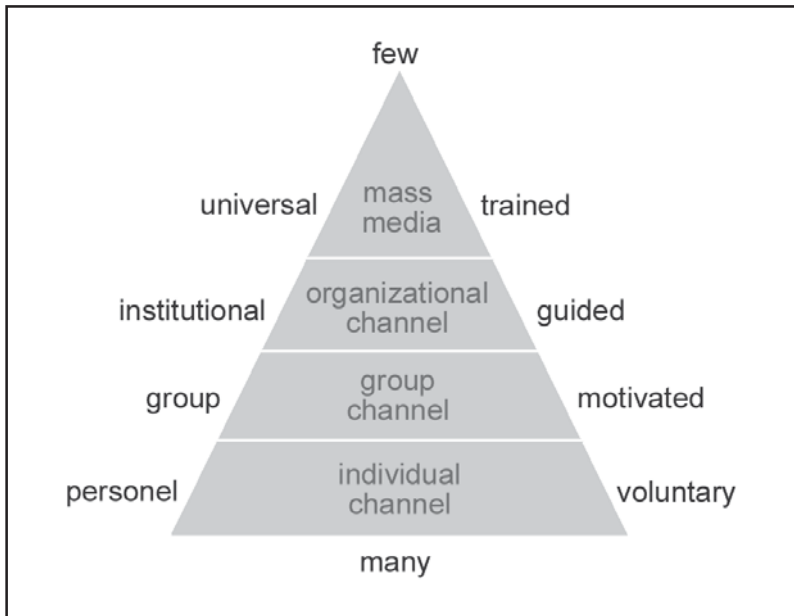 few
universal
mass
media
trained
institutional
organizational
channel
guided
group
group
channel
motivated
personel
individual
channel
voluntary
many